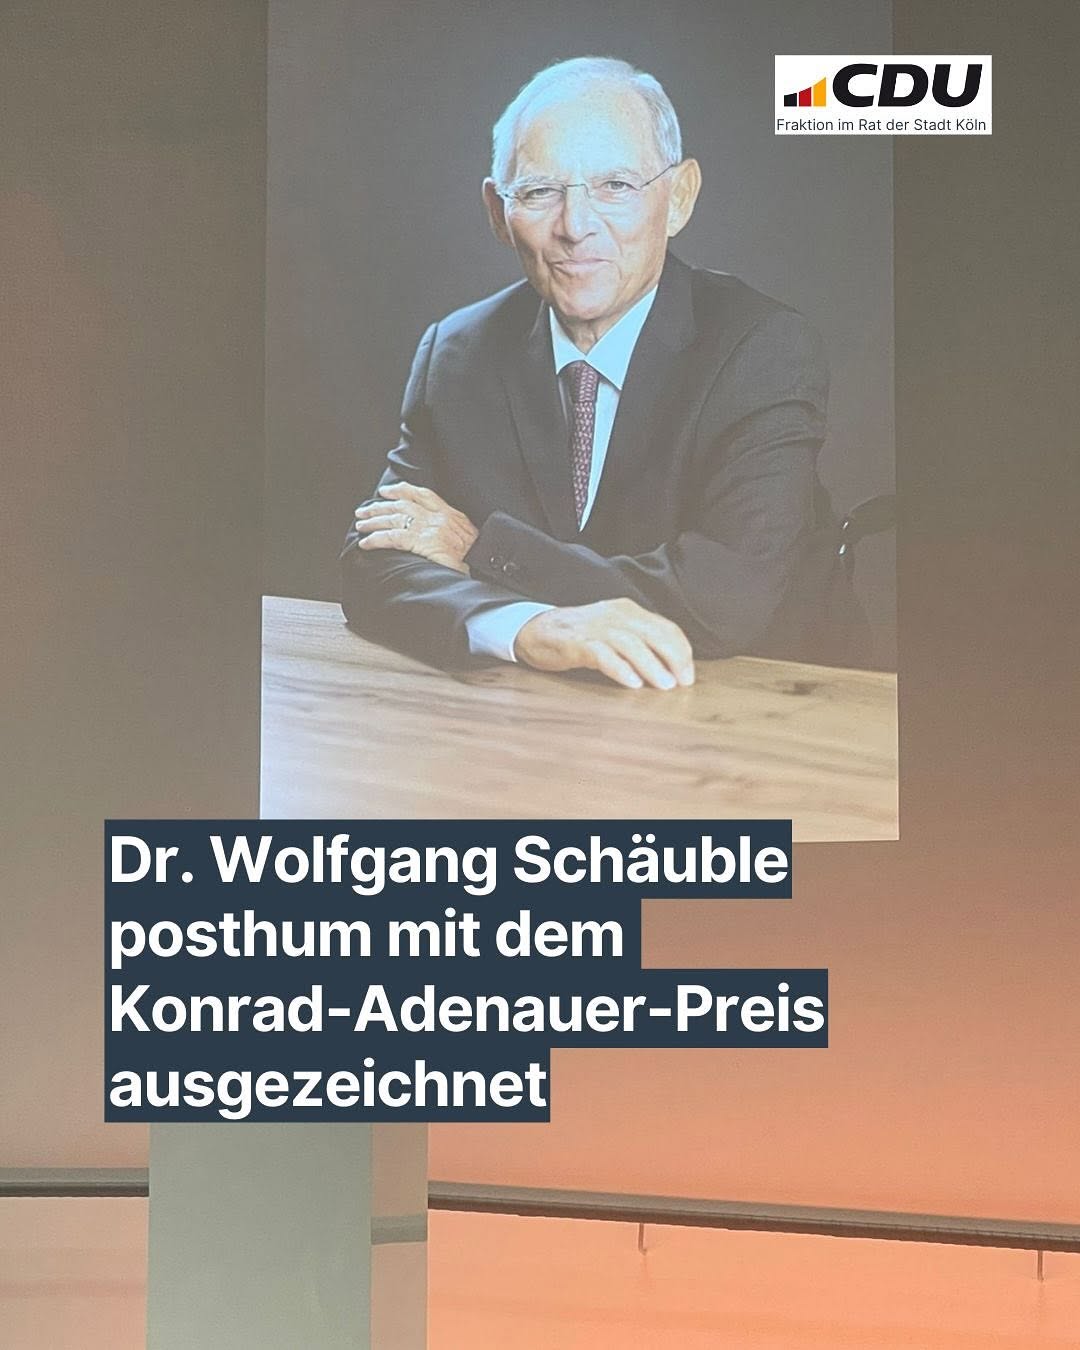 CDU
Fraktion im Rat der Stadt Köln
Dr. Wolfgang Schäuble
posthum mit dem
Konrad-Adenauer-Preis
ausgezeichnet